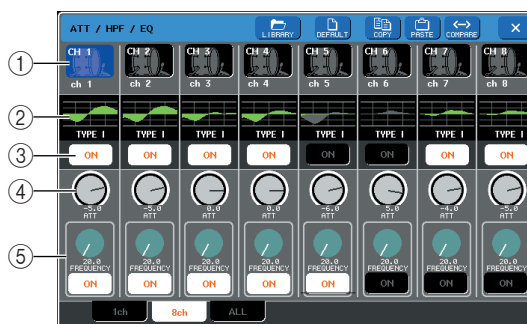 ATT / HPF / EQ LIBRARY DEFAULT COPY PASTE COMPARE ×
CH 1 CH 2 CH 3 CH 4 CH 5 CH 6 CH 7 CH 8
① ch 1 ch 2 ch 3 ch 4 ch 5 ch 6 ch 7 ch 8
② TYPE I TYPE I TYPE I TYPE I TYPE I TYPE I TYPE I TYPE I
③ ON ON ON ON ON ON ON ON
④ -5.0 -5.0 0.0 0.0 -6.0 5.0 -4.0 -5.0
ATT ATT ATT ATT ATT ATT ATT ATT
⑤ 20.0 20.0 20.0 20.0 20.0 20.0 20.0 20.0
FREQUENCY FREQUENCY FREQUENCY FREQUENCY FREQUENCY FREQUENCY FREQUENCY FREQUENCY
ON ON ON ON ON ON ON ON
1ch 8ch ALL